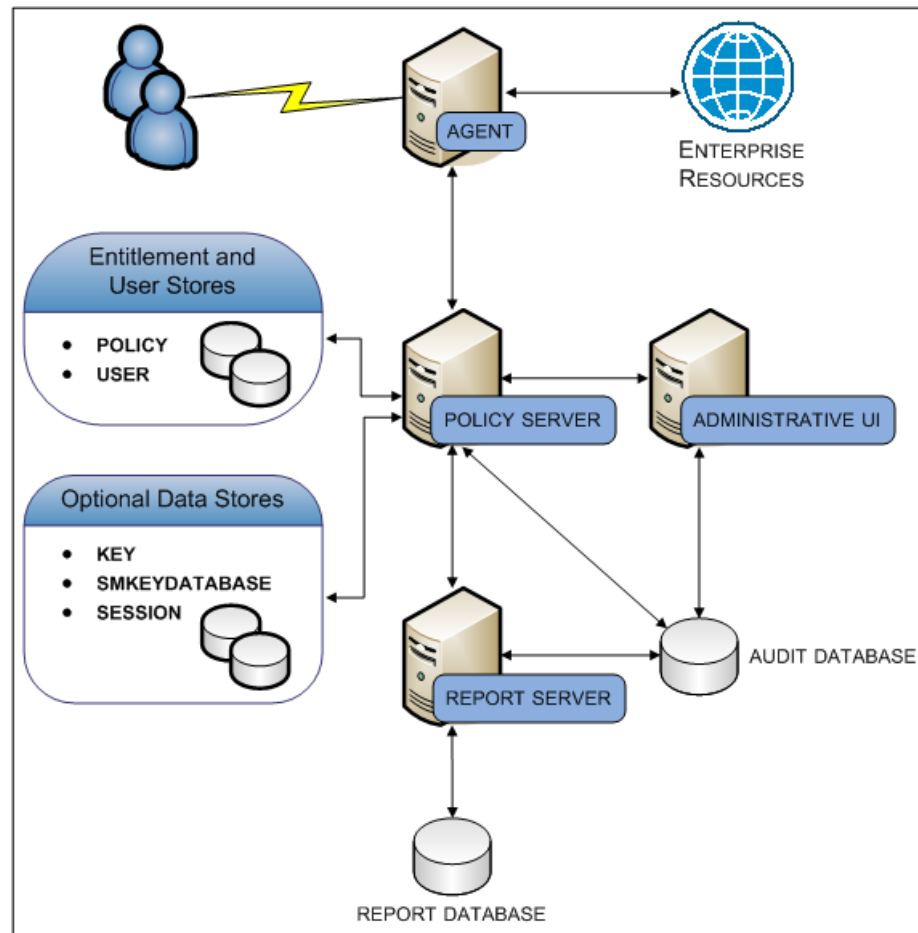 AGENT
ENTERPRISE
RESOURCES
Entitlement and
User Stores
• POLICY
• USER
POLICY SERVER
ADMINISTRATIVE UI
Optional Data Stores
• KEY
• SMKEYDATABASE
• SESSION
REPORT SERVER
AUDIT DATABASE
REPORT DATABASE